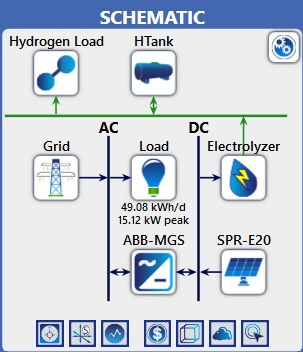 SCHEMATIC
Hydrogen Load HTank
AC DC
Grid Load Electrolyzer
49.08 kWh/d
15.12 kW peak
ABB-MGS SPR-E20